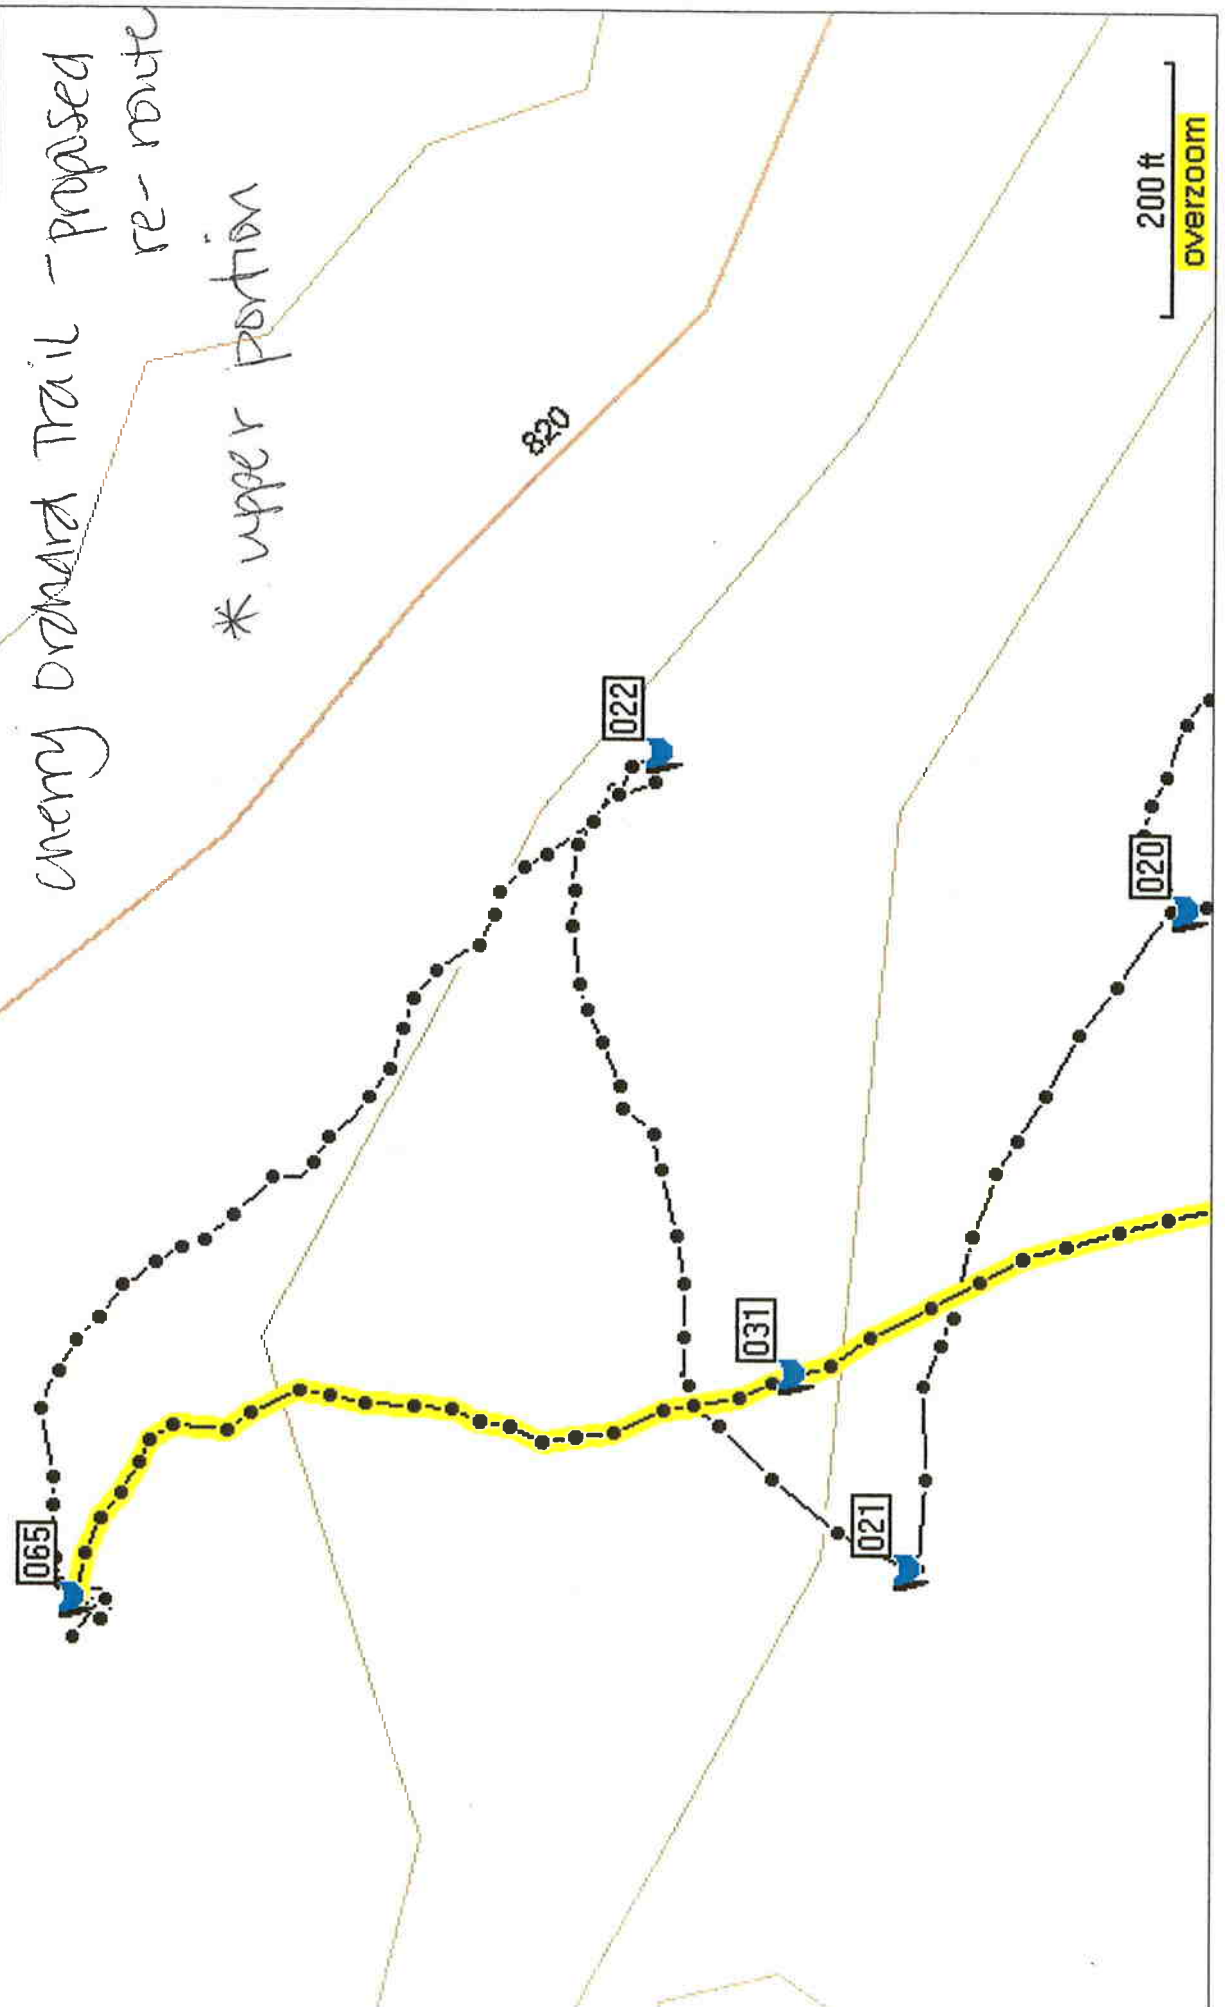 Cherry Orchard Trail - proposed
re-route
* upper portion
820
022
065
031
021
020
200 ft
overzoom